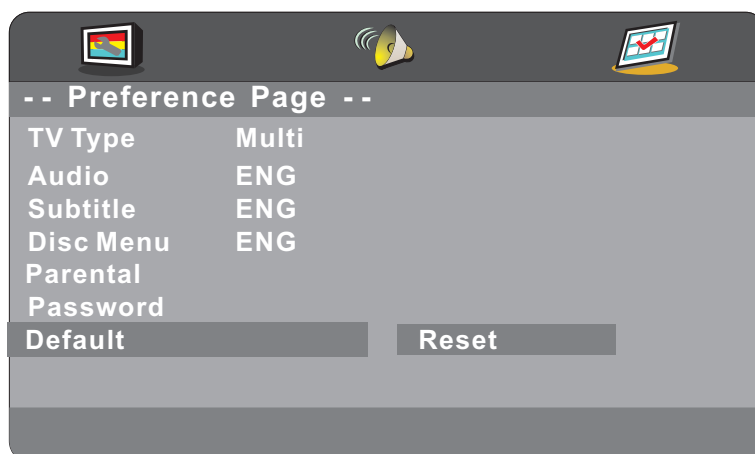 -- Preference Page --
TV Type Multi
Audio ENG
Subtitle ENG
Disc Menu ENG
Parental
Password
Default Reset